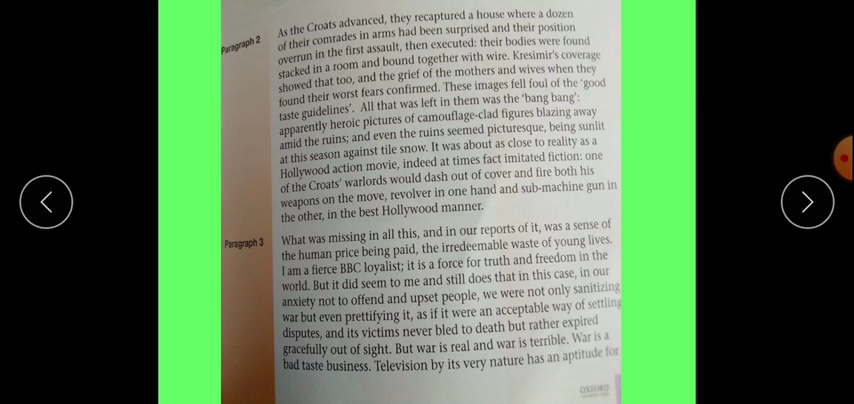 Paragraph 2
As the Croats advanced, they recaptured a house where a dozen
of their comrades in arms had been surprised and their position
overrun in the first assault, then executed: their bodies were found
stacked in a room and bound together with wire. Kresimir's coverage
showed that too, and the grief of the mothers and wives when they
found their worst fears confirmed. These images fell foul of the 'good
taste guidelines'. All that was left in them was the 'bang bang':
apparently heroic pictures of camouflage-clad figures blazing away
amid the ruins; and even the ruins seemed picturesque, being sunlit
at this season against tile snow. It was about as close to reality as a
Hollywood action movie, indeed at times fact imitated fiction: one
of the Croats' warlords would dash out of cover and fire both his
weapons on the move, revolver in one hand and sub-machine gun in
the other, in the best Hollywood manner.
Paragraph 3
What was missing in all this, and in our reports of it, was a sense of
the human price being paid, the irredeemable waste of young lives.
I am a fierce BBC loyalist; it is a force for truth and freedom in the
world. But it did seem to me and still does that in this case, in our
anxiety not to offend and upset people, we were not only sanitizing
war but even prettifying it, as if it were an acceptable way of settling
disputes, and its victims never bled to death but rather expired
gracefully out of sight. But war is real and war is terrible. War is a
bad taste business. Television by its very nature has an aptitude for
OXFORD